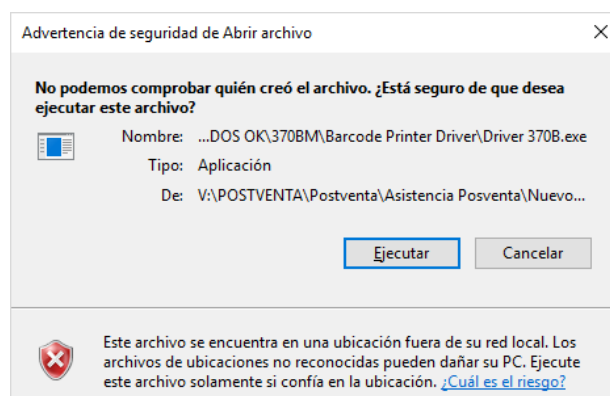 Advertencia de seguridad de Abrir archivo
No podemos comprobar quién creó el archivo. ¿Está seguro de que desea
ejecutar este archivo?
Nombre: ...DOS OK\370BM\Barcode Printer Driver\Driver 370B.exe
Tipo: Aplicación
De: V:\POSTVENTA\Postventa\Asistencia Posventa\Nuevo...
Ejecutar Cancelar
Este archivo se encuentra en una ubicación fuera de su red local. Los
archivos de ubicaciones no reconocidas pueden dañar su PC. Ejecute
este archivo solamente si confía en la ubicación. ¿Cuál es el riesgo?